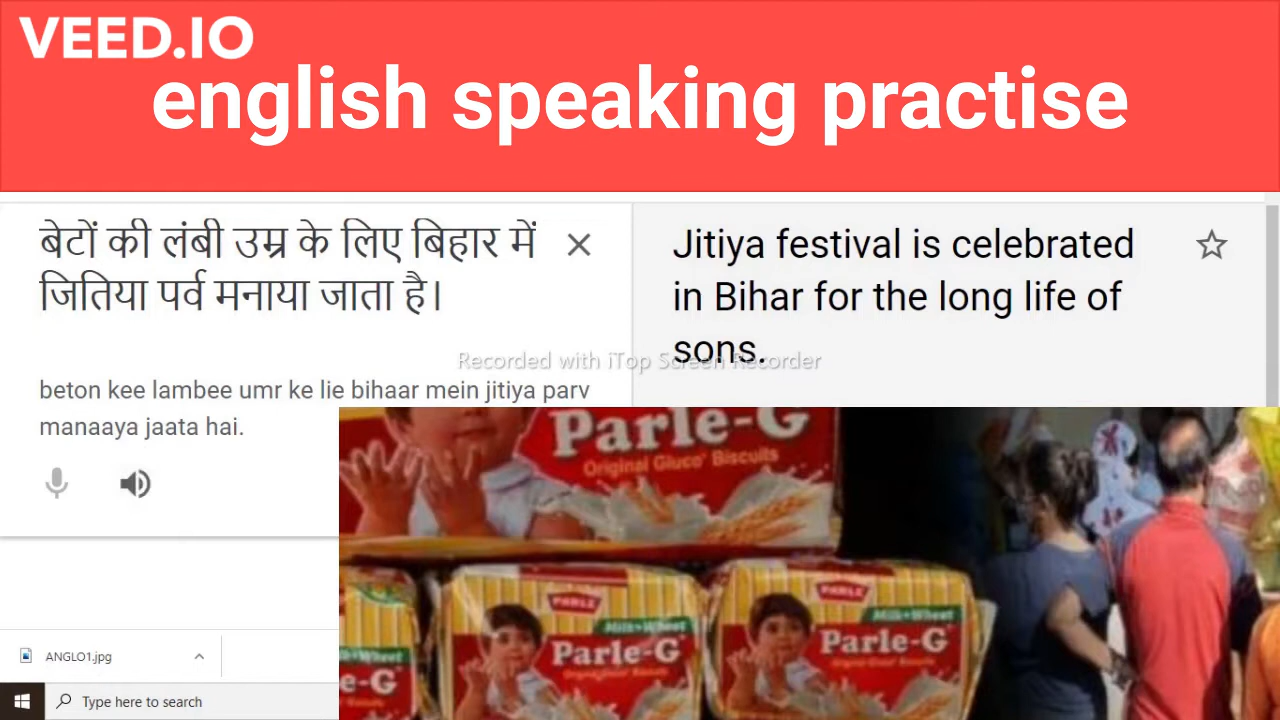 VEED.IO
english speaking practise
बेटों की लंबी उम्र के लिए बिहार में
जितिया पर्व मनाया जाता है।
beton kee lambee umr ke lie bihaar mein jitiya parv
manaaya jaata hai.
Jitiya festival is celebrated
in Bihar for the long life of
sons.
Recorded with iTop Screen Recorder
Parle-G
Original Gluco Biscuits
PARLE
Milk+Wheat
Parle-G
PARLE
Milk+Wheat
Parle-G
Wheat
e-G
ANGLO1.jpg
Type here to search